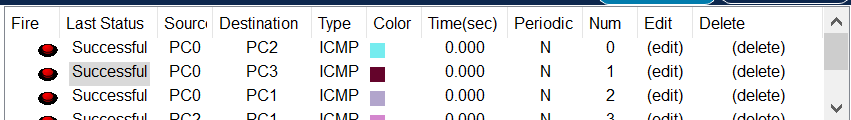 Fire Last Status Sourc Destination Type Color Time(sec) Periodic Num Edit Delete
Successful PC0 PC2 ICMP 0.000 N 0 (edit) (delete)
Successful PC0 PC3 ICMP 0.000 N 1 (edit) (delete)
Successful PC0 PC1 ICMP 0.000 N 2 (edit) (delete)
Successful PC2 PC1 ICMP 0.000 N 3 (edit) (delete)